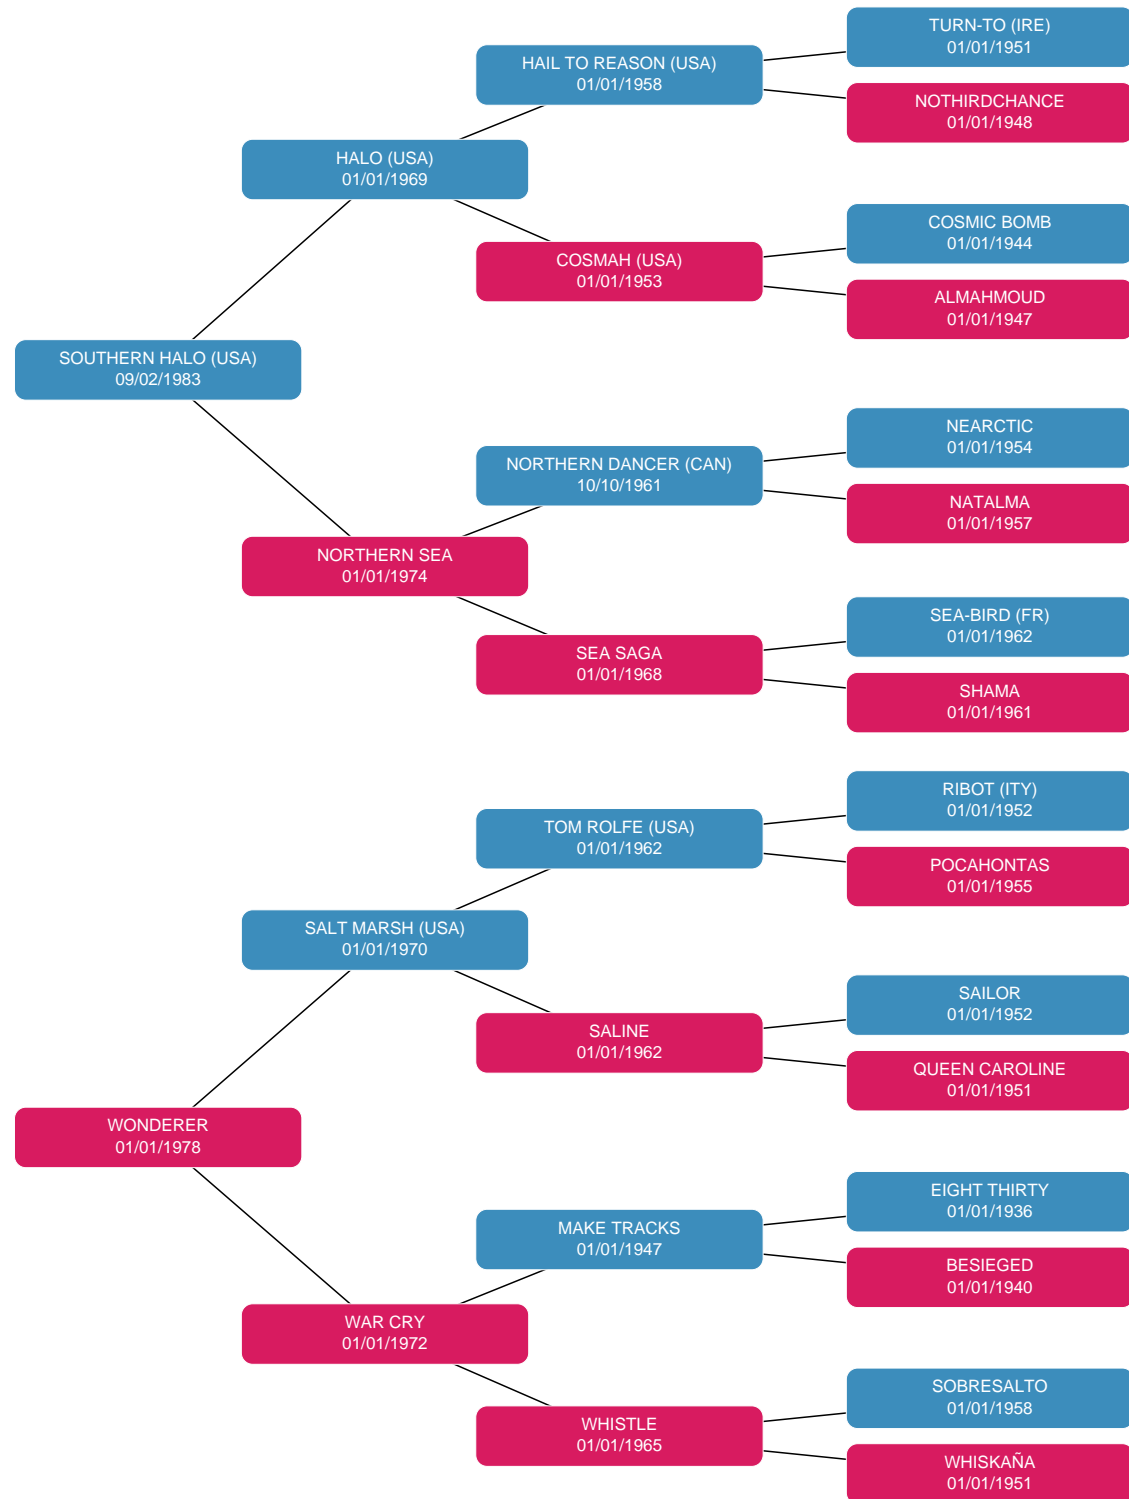 TURN-TO (IRE)
01/01/1951
HAIL TO REASON (USA)
01/01/1958
NOTHIRDCHANCE
01/01/1948
HALO (USA)
01/01/1969
COSMIC BOMB
01/01/1944
COSMAH (USA)
01/01/1953
ALMAHMOUD
01/01/1947
SOUTHERN HALO (USA)
09/02/1983
NEARCTIC
01/01/1954
NORTHERN DANCER (CAN)
10/10/1961
NATALMA
01/01/1957
NORTHERN SEA
01/01/1974
SEA-BIRD (FR)
01/01/1962
SEA SAGA
01/01/1968
SHAMA
01/01/1961
RIBOT (ITY)
01/01/1952
TOM ROLFE (USA)
01/01/1962
POCAHONTAS
01/01/1955
SALT MARSH (USA)
01/01/1970
SAILOR
01/01/1952
SALINE
01/01/1962
QUEEN CAROLINE
01/01/1951
WONDERER
01/01/1978
EIGHT THIRTY
01/01/1936
MAKE TRACKS
01/01/1947
BESIEGED
01/01/1940
WAR CRY
01/01/1972
SOBRESALTO
01/01/1958
WHISTLE
01/01/1965
WHISKAÑA
01/01/1951